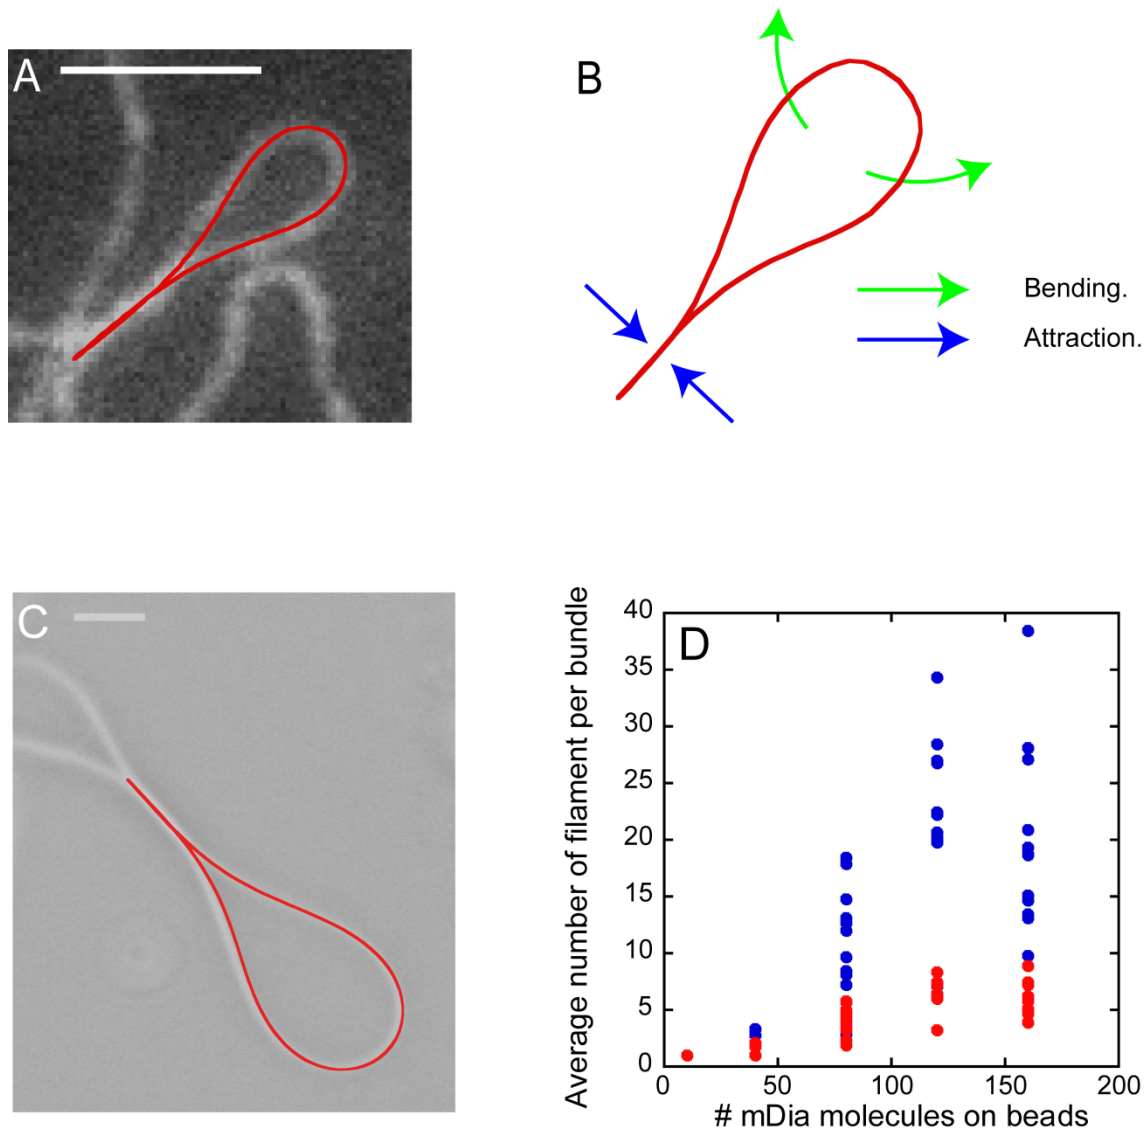 A
B
Bending.
Attraction.
C
D
Average number of filament per bundle
40
35
30
25
20
15
10
5
0
0
50
100
150
200
# mDia molecules on beads